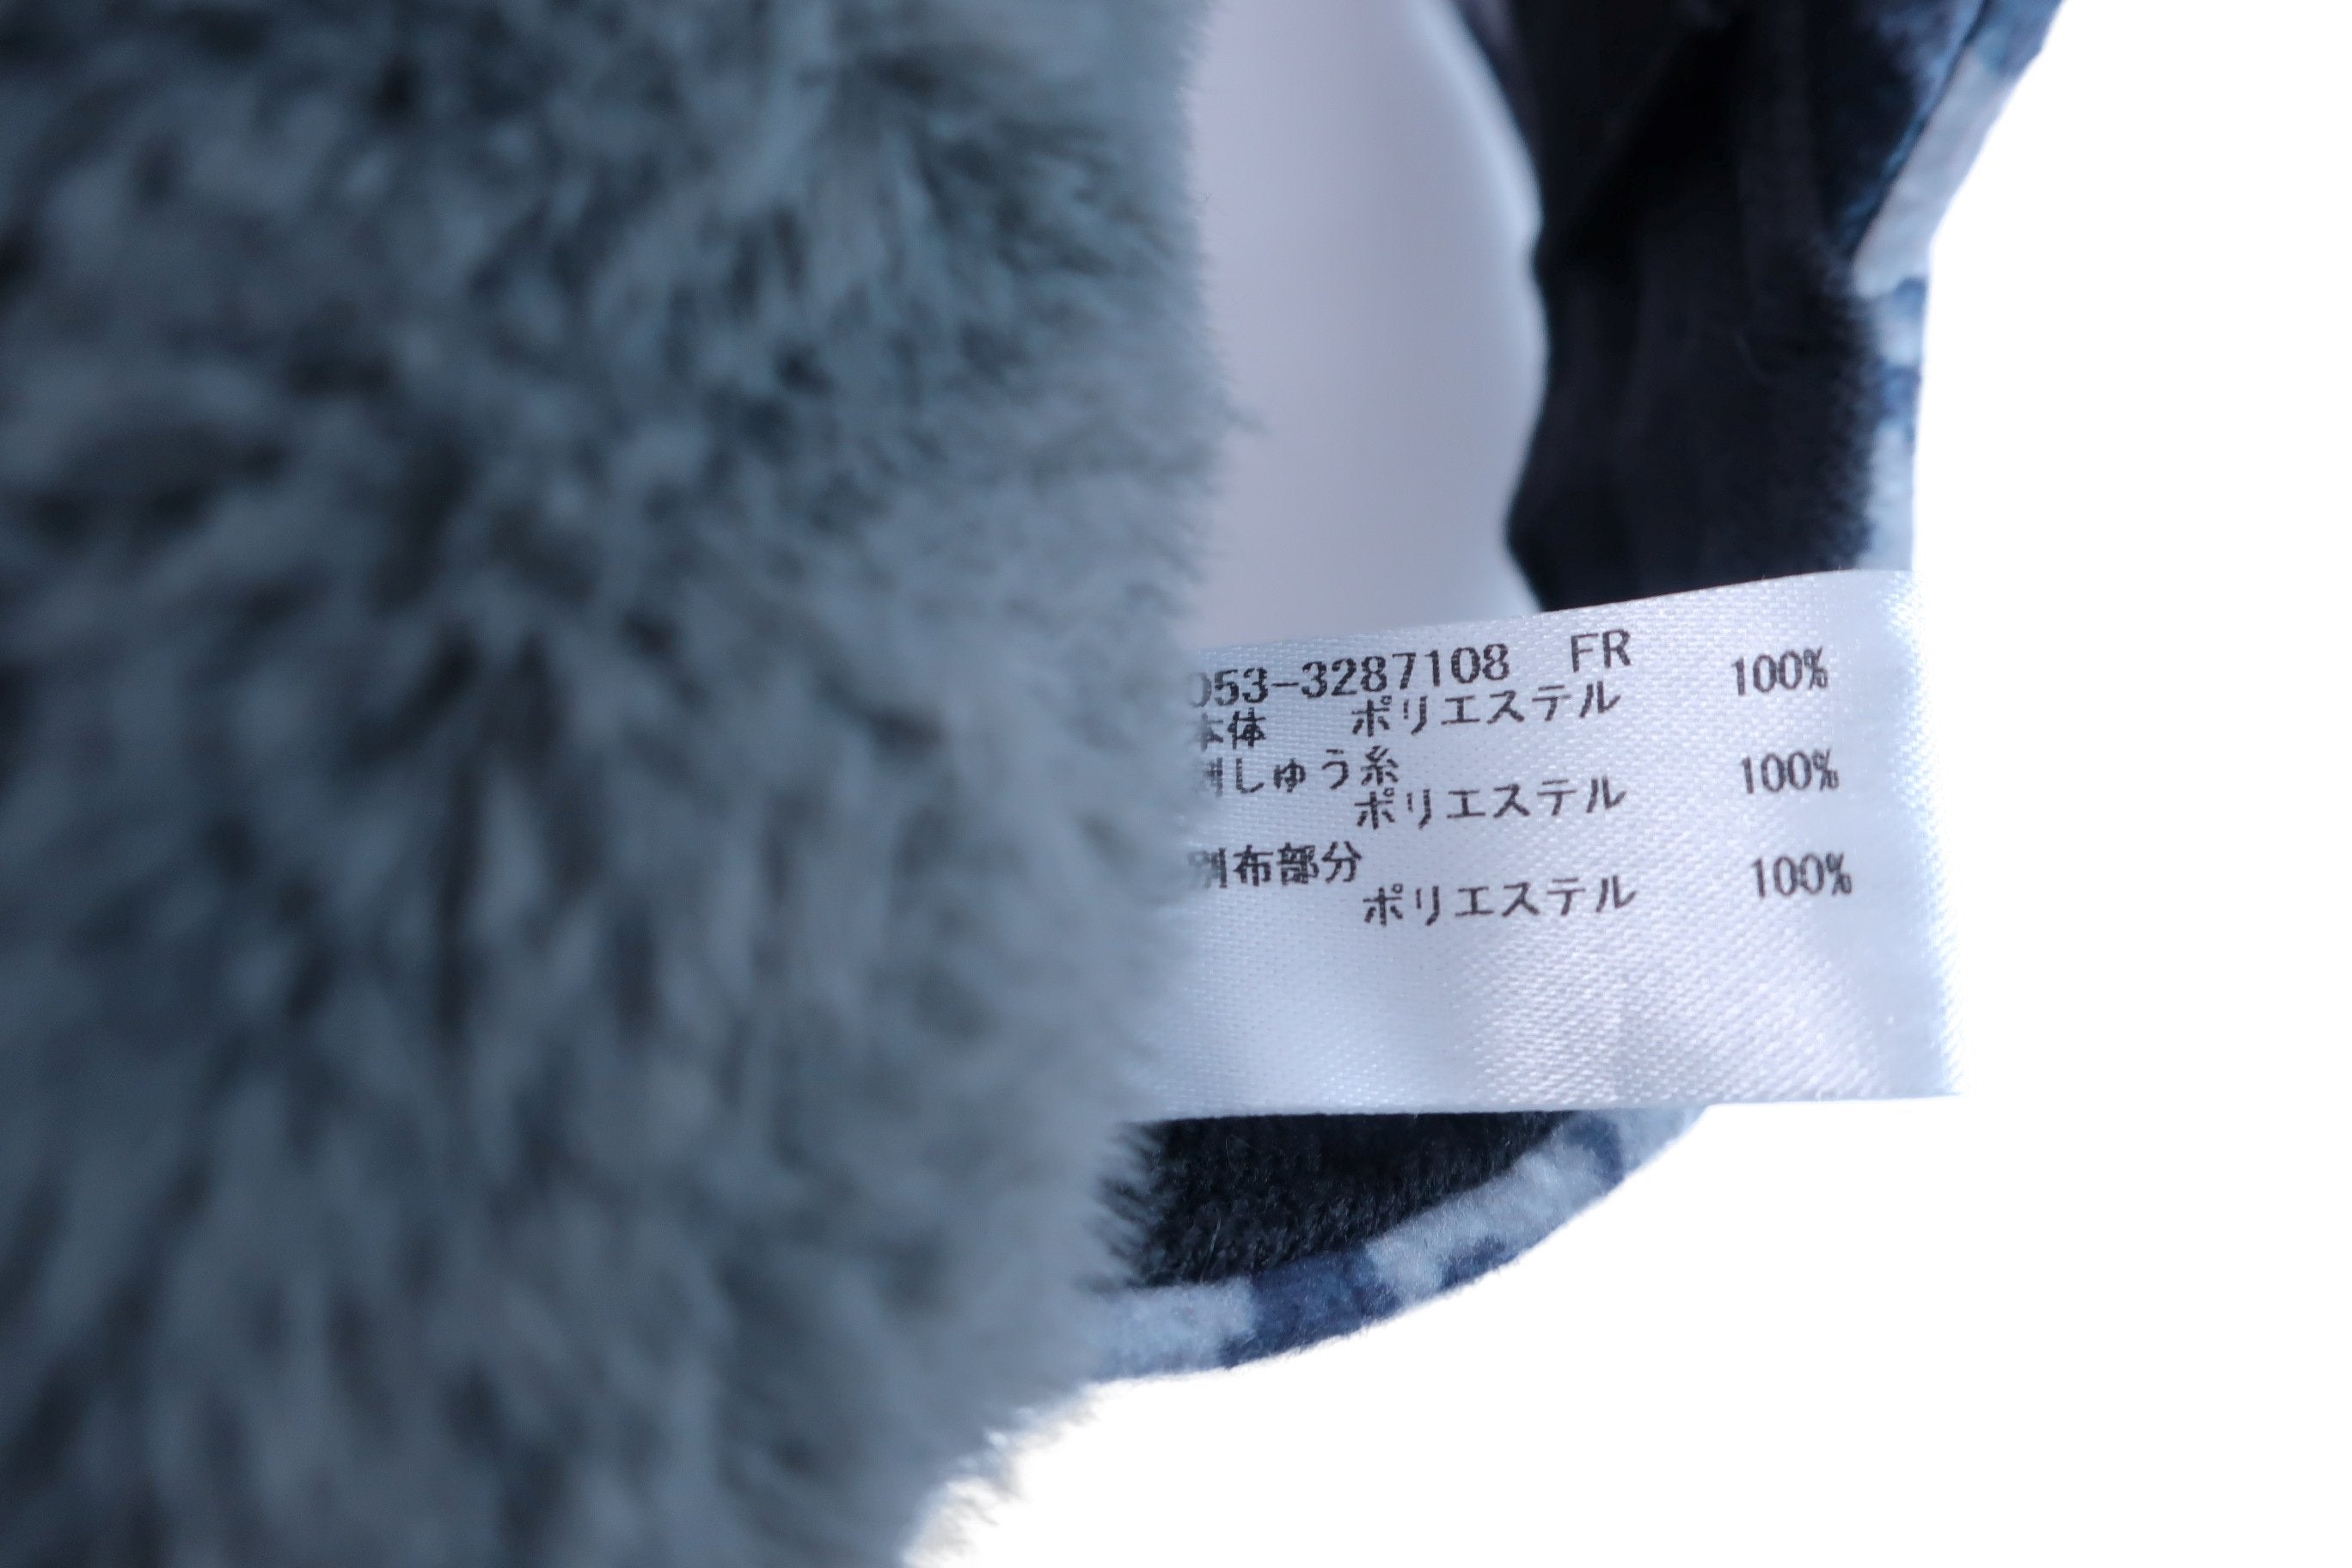 053-3287108 FR
本体 ポリエステル 100%
刺しゅう糸
ポリエステル 100%
別布部分
ポリエステル 100%